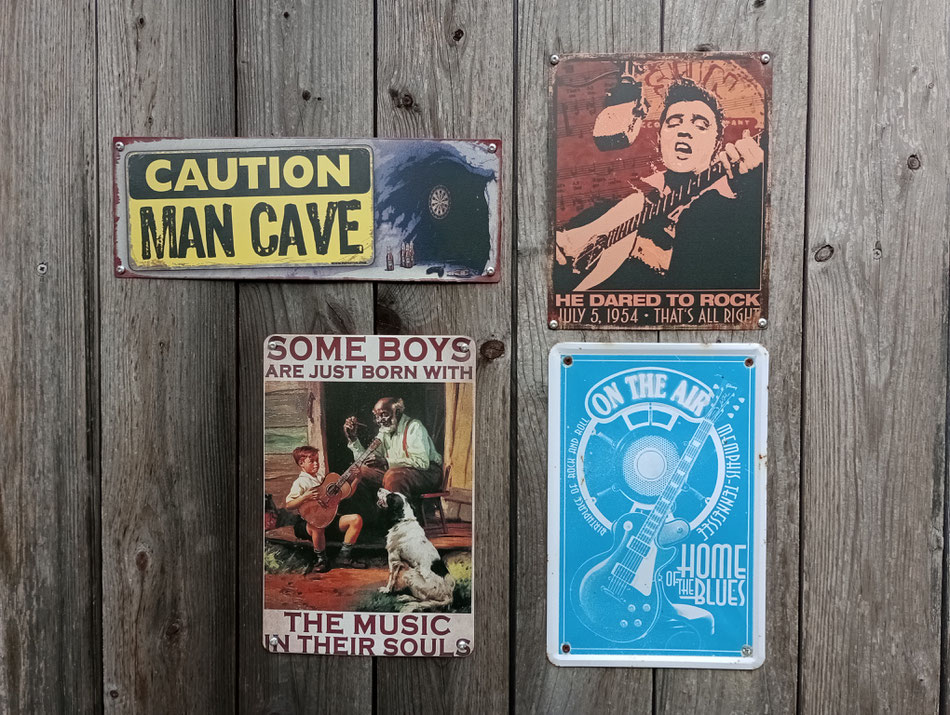 CAUTION
MAN CAVE
HE DARED TO ROCK
JULY 5, 1954 • THAT'S ALL RIGHT
SOME BOYS
ARE JUST BORN WITH
THE MUSIC
IN THEIR SOULS
ON THE AIR
BIRTHPLACE OF ROCK AND ROLL
MEMPHIS-TENNESSEE
HOME
OF THE BLUES